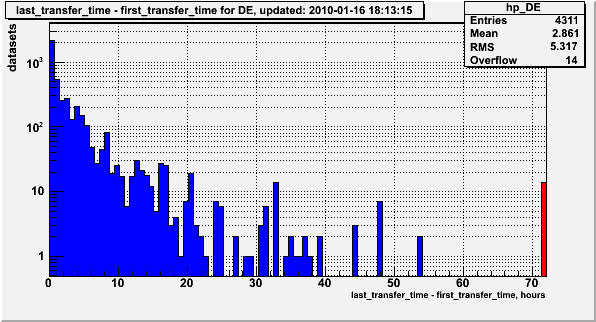 last_transfer_time - first_transfer_time for DE, updated: 2010-01-16 18:13:15
hp_DE
Entries 4311
Mean 2.861
RMS 5.317
Overflow 14
datasets
10³
10²
10
1
0 10 20 30 40 50 60 70
last_transfer_time - first_transfer_time, hours